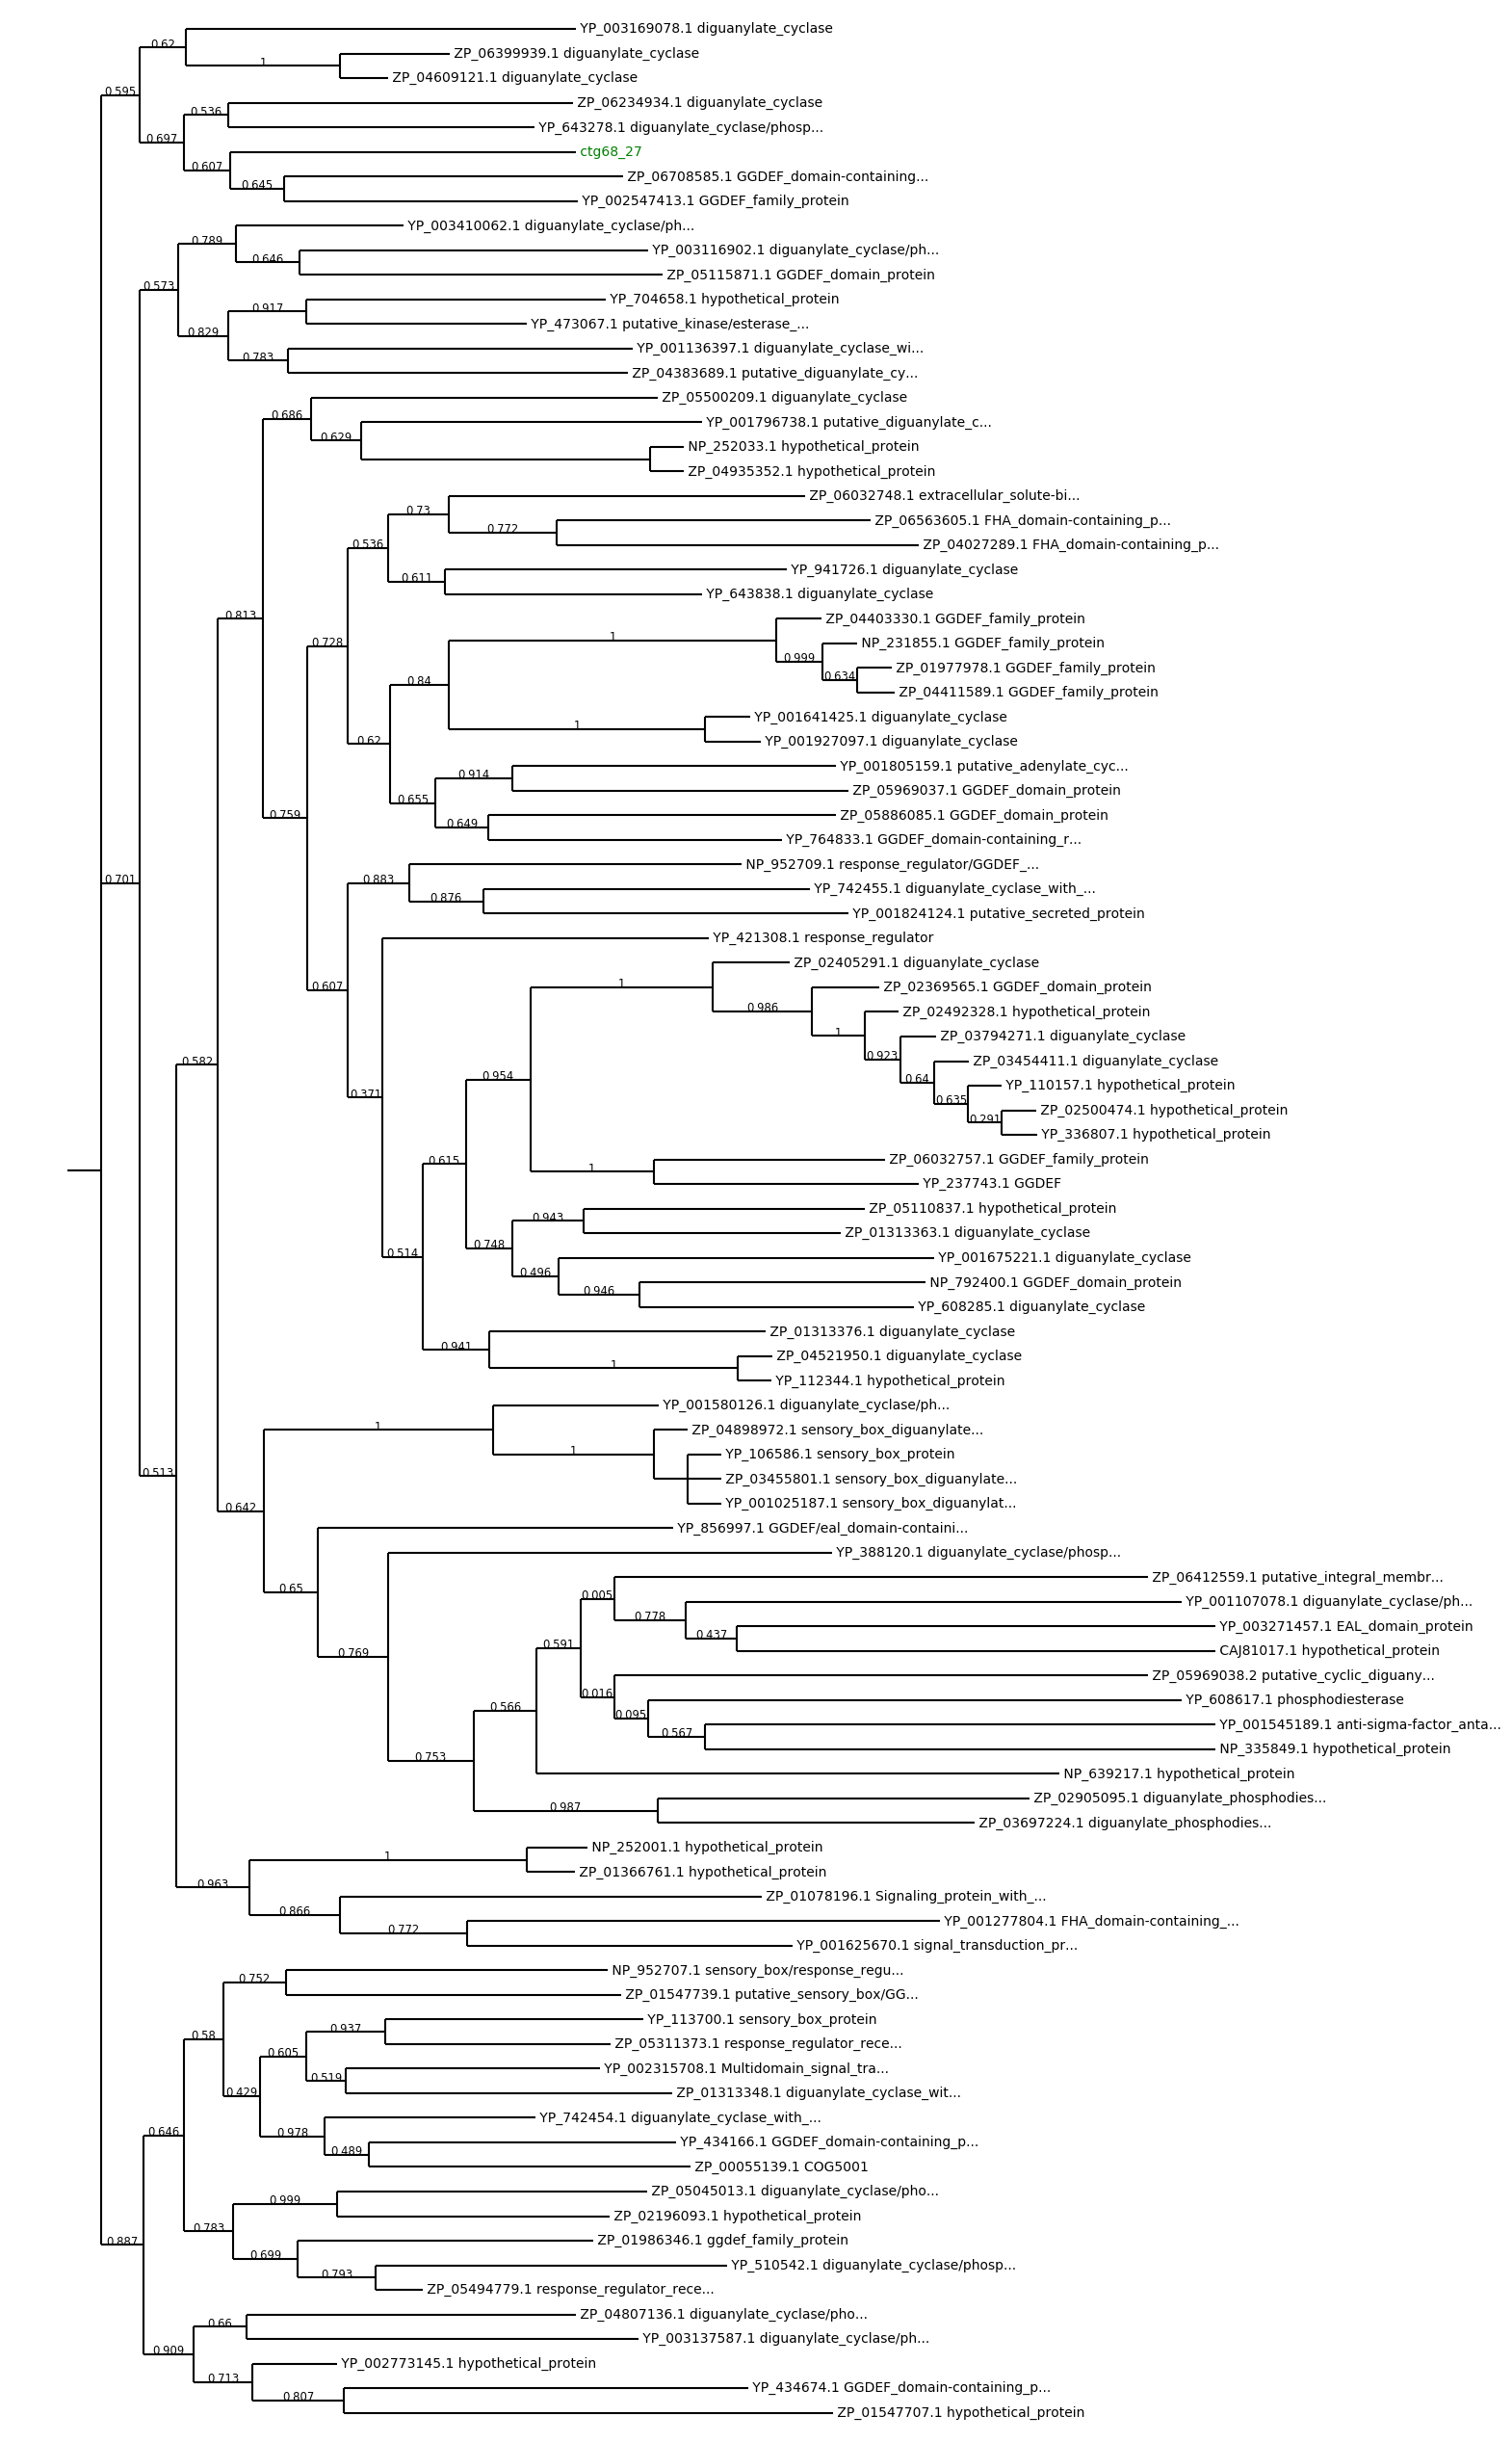 YP_003169078.1 diguanylate_cyclase
0.62
ZP_06399939.1 diguanylate_cyclase
1
ZP_04609121.1 diguanylate_cyclase
0.595
ZP_06234934.1 diguanylate_cyclase
0.536
YP_643278.1 diguanylate_cyclase/phosp...
0.697
ctg68_27
0.607
ZP_06708585.1 GGDEF_domain-containing...
0.645
YP_002547413.1 GGDEF_family_protein
YP_003410062.1 diguanylate_cyclase/ph...
0.789
YP_003116902.1 diguanylate_cyclase/ph...
0.646
ZP_05115871.1 GGDEF_domain_protein
0.573
YP_704658.1 hypothetical_protein
0.917
YP_473067.1 putative_kinase/esterase_...
0.829
YP_001136397.1 diguanylate_cyclase_wi...
0.783
ZP_04383689.1 putative_diguanylate_cy...
ZP_05500209.1 diguanylate_cyclase
0.686
YP_001796738.1 putative_diguanylate_c...
0.629
NP_252033.1 hypothetical_protein
ZP_04935352.1 hypothetical_protein
ZP_06032748.1 extracellular_solute-bi...
0.73
ZP_06563605.1 FHA_domain-containing_p...
0.772
ZP_04027289.1 FHA_domain-containing_p...
0.536
YP_941726.1 diguanylate_cyclase
0.611
YP_643838.1 diguanylate_cyclase
0.813
ZP_04403330.1 GGDEF_family_protein
1
0.728
NP_231855.1 GGDEF_family_protein
0.999
ZP_01977978.1 GGDEF_family_protein
0.634
0.84
ZP_04411589.1 GGDEF_family_protein
YP_001641425.1 diguanylate_cyclase
1
0.62
YP_001927097.1 diguanylate_cyclase
YP_001805159.1 putative_adenylate_cyc...
0.914
ZP_05969037.1 GGDEF_domain_protein
0.655
0.759
ZP_05886085.1 GGDEF_domain_protein
0.649
YP_764833.1 GGDEF_domain-containing_r...
NP_952709.1 response_regulator/GGDEF_...
0.701
0.883
YP_742455.1 diguanylate_cyclase_with_...
0.876
YP_001824124.1 putative_secreted_protein
YP_421308.1 response_regulator
ZP_02405291.1 diguanylate_cyclase
0.607
1
ZP_02369565.1 GGDEF_domain_protein
0.986
ZP_02492328.1 hypothetical_protein
1
ZP_03794271.1 diguanylate_cyclase
0.923
0.582
ZP_03454411.1 diguanylate_cyclase
0.954
0.64
YP_110157.1 hypothetical_protein
0.371
0.635
ZP_02500474.1 hypothetical_protein
0.291
YP_336807.1 hypothetical_protein
0.615
ZP_06032757.1 GGDEF_family_protein
1
YP_237743.1 GGDEF
ZP_05110837.1 hypothetical_protein
0.943
ZP_01313363.1 diguanylate_cyclase
0.748
0.514
YP_001675221.1 diguanylate_cyclase
0.496
NP_792400.1 GGDEF_domain_protein
0.946
YP_608285.1 diguanylate_cyclase
ZP_01313376.1 diguanylate_cyclase
0.941
ZP_04521950.1 diguanylate_cyclase
1
YP_112344.1 hypothetical_protein
YP_001580126.1 diguanylate_cyclase/ph...
1
ZP_04898972.1 sensory_box_diguanylate...
1
YP_106586.1 sensory_box_protein
0.513
ZP_03455801.1 sensory_box_diguanylate...
YP_001025187.1 sensory_box_diguanylat...
0.642
YP_856997.1 GGDEF/eal_domain-containi...
YP_388120.1 diguanylate_cyclase/phosp...
ZP_06412559.1 putative_integral_membr...
0.65
0.005
YP_001107078.1 diguanylate_cyclase/ph...
0.778
YP_003271457.1 EAL_domain_protein
0.437
0.591
CAJ81017.1 hypothetical_protein
0.769
ZP_05969038.2 putative_cyclic_diguany...
0.016
YP_608617.1 phosphodiesterase
0.566
0.095
YP_001545189.1 anti-sigma-factor_anta...
0.567
NP_335849.1 hypothetical_protein
0.753
NP_639217.1 hypothetical_protein
ZP_02905095.1 diguanylate_phosphodies...
0.987
ZP_03697224.1 diguanylate_phosphodies...
NP_252001.1 hypothetical_protein
1
ZP_01366761.1 hypothetical_protein
0.963
ZP_01078196.1 Signaling_protein_with_...
0.866
YP_001277804.1 FHA_domain-containing_...
0.772
YP_001625670.1 signal_transduction_pr...
NP_952707.1 sensory_box/response_regu...
0.752
ZP_01547739.1 putative_sensory_box/GG...
YP_113700.1 sensory_box_protein
0.937
0.58
ZP_05311373.1 response_regulator_rece...
0.605
YP_002315708.1 Multidomain_signal_tra...
0.519
0.429
ZP_01313348.1 diguanylate_cyclase_wit...
YP_742454.1 diguanylate_cyclase_with_...
0.646
0.978
YP_434166.1 GGDEF_domain-containing_p...
0.489
ZP_00055139.1 COG5001
ZP_05045013.1 diguanylate_cyclase/pho...
0.999
ZP_02196093.1 hypothetical_protein
0.783
0.887
ZP_01986346.1 ggdef_family_protein
0.699
YP_510542.1 diguanylate_cyclase/phosp...
0.793
ZP_05494779.1 response_regulator_rece...
ZP_04807136.1 diguanylate_cyclase/pho...
0.66
YP_003137587.1 diguanylate_cyclase/ph...
0.909
YP_002773145.1 hypothetical_protein
0.713
YP_434674.1 GGDEF_domain-containing_p...
0.807
ZP_01547707.1 hypothetical_protein